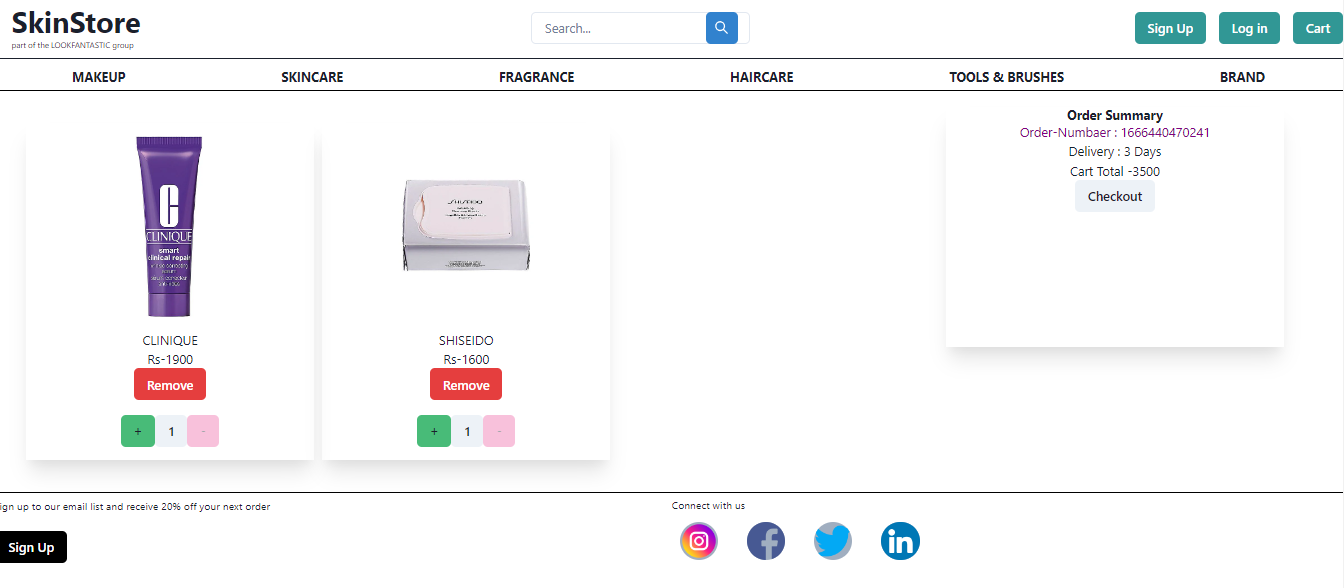 SkinStore
part of the LOOKFANTASTIC group
Search...
Sign Up
Log in
Cart
MAKEUP
SKINCARE
FRAGRANCE
HAIRCARE
TOOLS & BRUSHES
BRAND
CLINIQUE
smart
clinical repair
SHISEIDO
CLINIQUE
Rs-1900
Remove
+ 1 -
SHISEIDO
Rs-1600
Remove
+ 1 -
Order Summary
Order-Numbaer : 1666440470241
Delivery : 3 Days
Cart Total -3500
Checkout
ign up to our email list and receive 20% off your next order
Sign Up
Connect with us
in